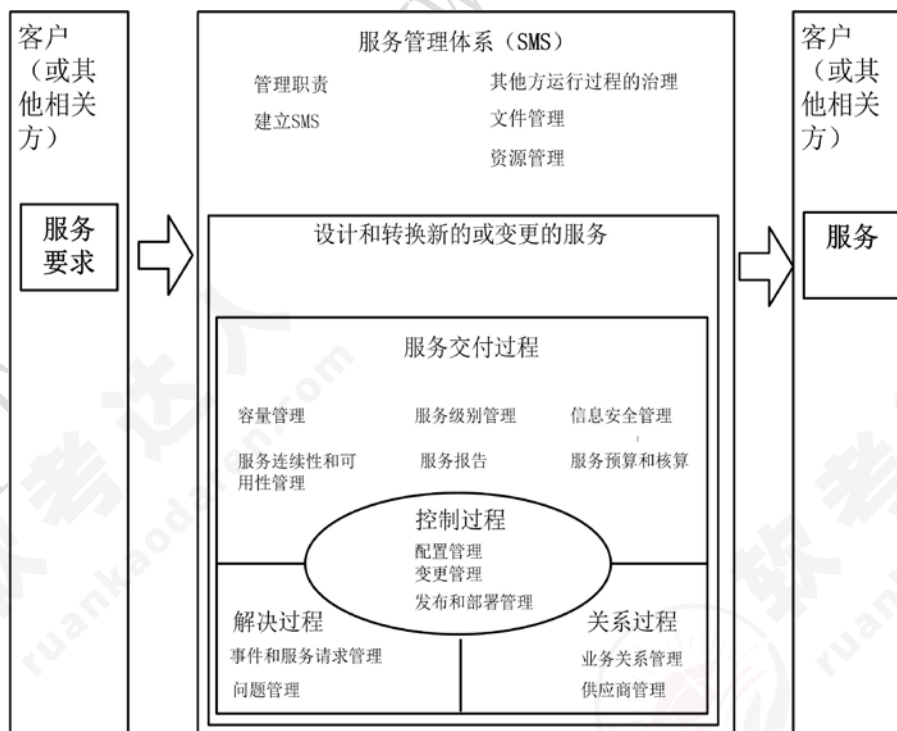 客户
（或其
他相关
方）
服务
要求
服务管理体系（SMS）
管理职责
其他方运行过程的治理
建立SMS
文件管理
资源管理
设计和转换新的或变更的服务
服务交付过程
容量管理
服务级别管理
信息安全管理
服务连续性和可
用性管理
服务报告
服务预算和核算
控制过程
配置管理
变更管理
发布和部署管理
解决过程
事件和服务请求管理
问题管理
关系过程
业务关系管理
供应商管理
客户
（或其
他相关
方）
服务
软考达人
ruankaodaren.com